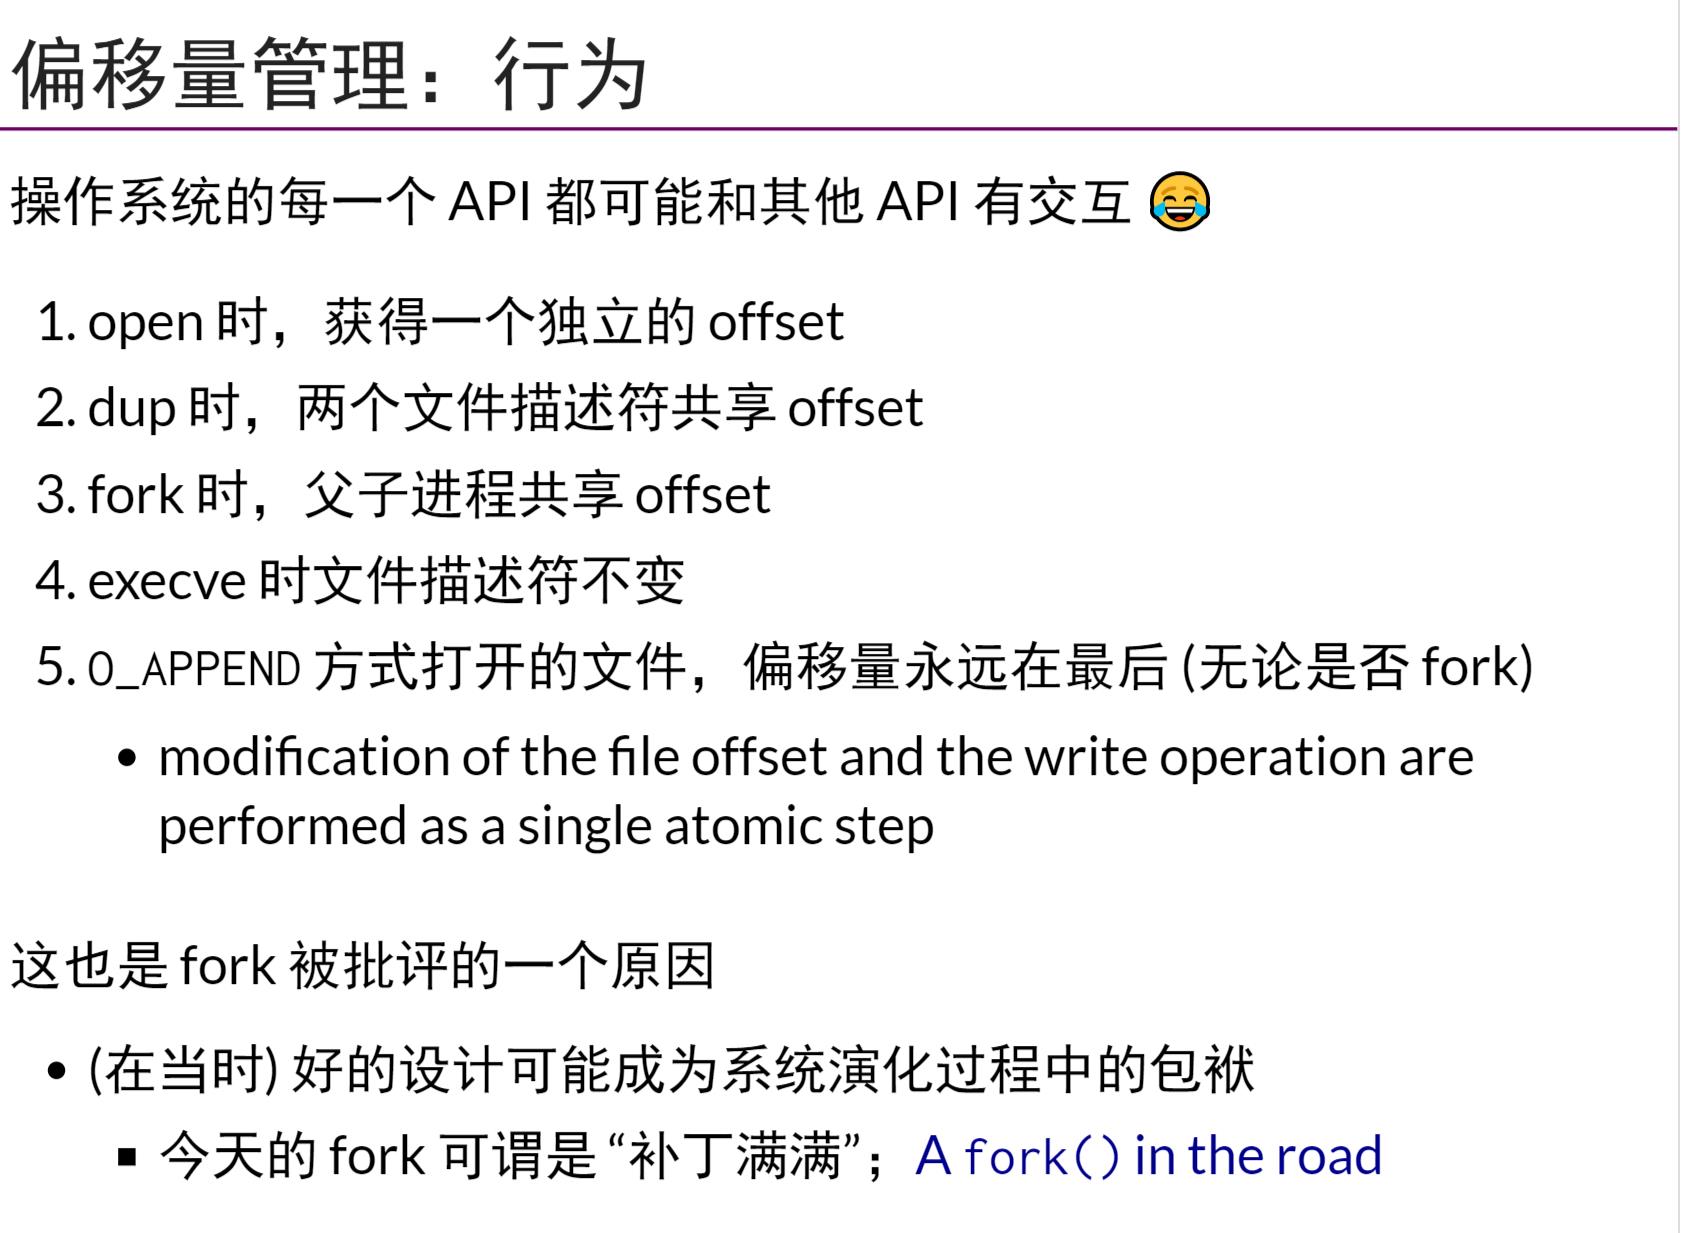 偏移量管理：行为
操作系统的每一个 API 都可能和其他 API 有交互 😂
1. open 时，获得一个独立的 offset
2. dup 时，两个文件描述符共享 offset
3. fork 时，父子进程共享 offset
4. execve 时文件描述符不变
5. O_APPEND 方式打开的文件，偏移量永远在最后 (无论是否 fork)
• modification of the file offset and the write operation are
performed as a single atomic step
这也是 fork 被批评的一个原因
• (在当时) 好的设计可能成为系统演化过程中的包袱
▪ 今天的 fork 可谓是 “补丁满满”；A fork() in the road